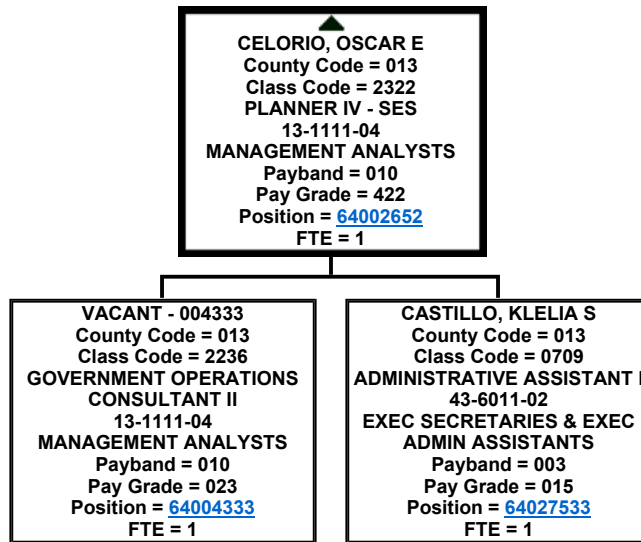 CELORIO, OSCAR E
County Code = 013
Class Code = 2322
PLANNER IV - SES
13-1111-04
MANAGEMENT ANALYSTS
Payband = 010
Pay Grade = 422
Position = 64002652
FTE = 1
VACANT - 004333
County Code = 013
Class Code = 2236
GOVERNMENT OPERATIONS
CONSULTANT II
13-1111-04
MANAGEMENT ANALYSTS
Payband = 010
Pay Grade = 023
Position = 64004333
FTE = 1
CASTILLO, KLELIA S
County Code = 013
Class Code = 0709
ADMINISTRATIVE ASSISTANT
43-6011-02
EXEC SECRETARIES & EXEC
ADMIN ASSISTANTS
Payband = 003
Pay Grade = 015
Position = 64027533
FTE = 1